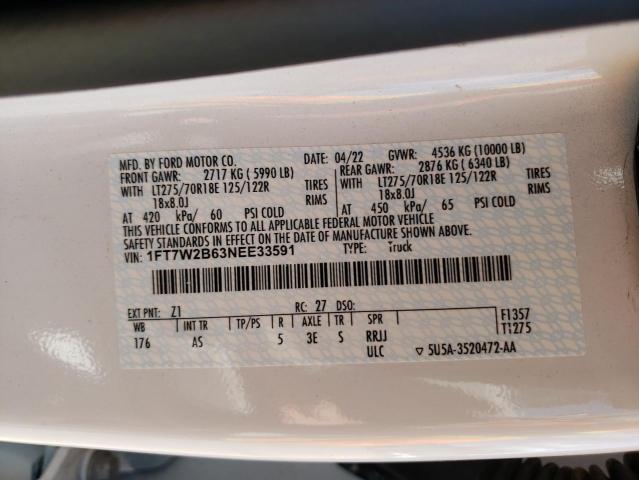 MFD. BY FORD MOTOR CO.
DATE: 04/22 GVWR: 4536 KG (10000 LB)
FRONT GAWR: 2717 KG ( 5990 LB) REAR GAWR: 2876 KG ( 6340 LB)
WITH LT275/70R18E 125/122R TIRES WITH LT275/70R18E 125/122R TIRES
18x8.0J 18x8.0J
AT 420 kPa/ 60 PSI COLD AT 450 kPa/ 65 PSI COLD
THIS VEHICLE CONFORMS TO ALL APPLICABLE FEDERAL MOTOR VEHICLE
SAFETY STANDARDS IN EFFECT ON THE DATE OF MANUFACTURE SHOWN ABOVE.
VIN: 1FT7W2B63NEE33591 TYPE: Truck
EXT PNT: Z1 RC: 27 DSO:
WB INT TR TP/PS R AXLE TR SPR
176 AS 5 3E S RRJJ
ULC ▽ 5U5A-3520472-AA
F1357
T1275